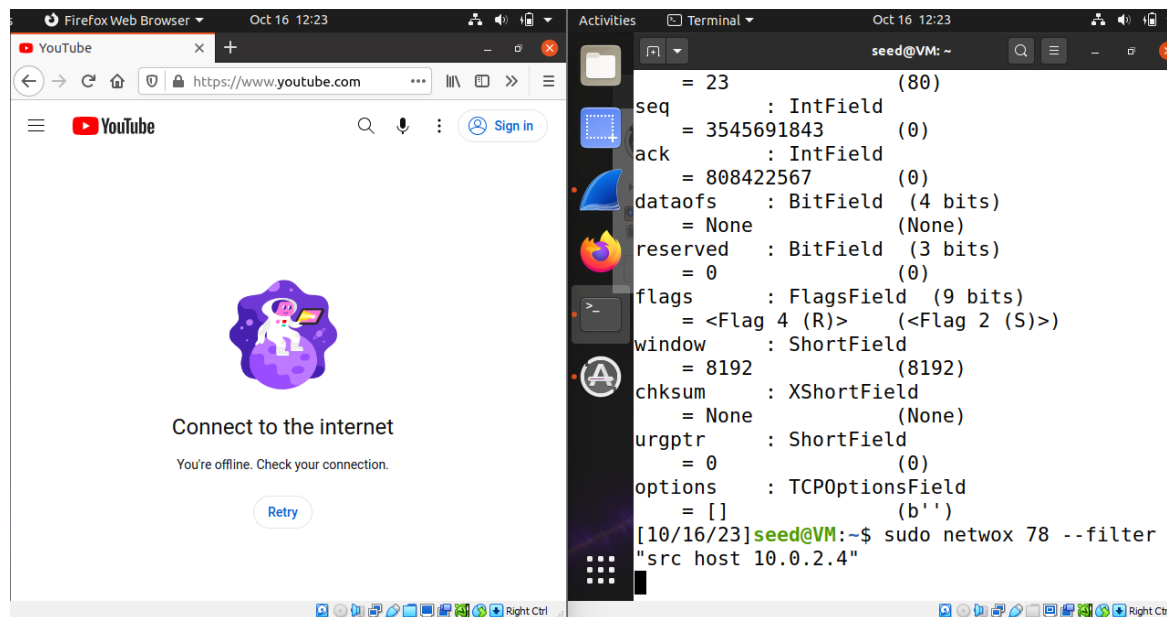 Firefox Web Browser Oct 16 12:23
YouTube
https://www.youtube.com
YouTube Sign in
Connect to the internet
You're offline. Check your connection.
Retry
Right Ctrl
Activities Terminal Oct 16 12:23
seed@VM: ~
= 23 (80)
seq : IntField
= 3545691843 (0)
ack : IntField
= 808422567 (0)
dataofs : BitField (4 bits)
= None (None)
reserved : BitField (3 bits)
= 0 (0)
flags : FlagsField (9 bits)
= <Flag 4 (R)> (<Flag 2 (S)>)
window : ShortField
= 8192 (8192)
chksum : XShortField
= None (None)
urgptr : ShortField
= 0 (0)
options : TCPOptionsField
= [] (b'')
[10/16/23]seed@VM:~$ sudo netwox 78 --filter
"src host 10.0.2.4"
Right Ct